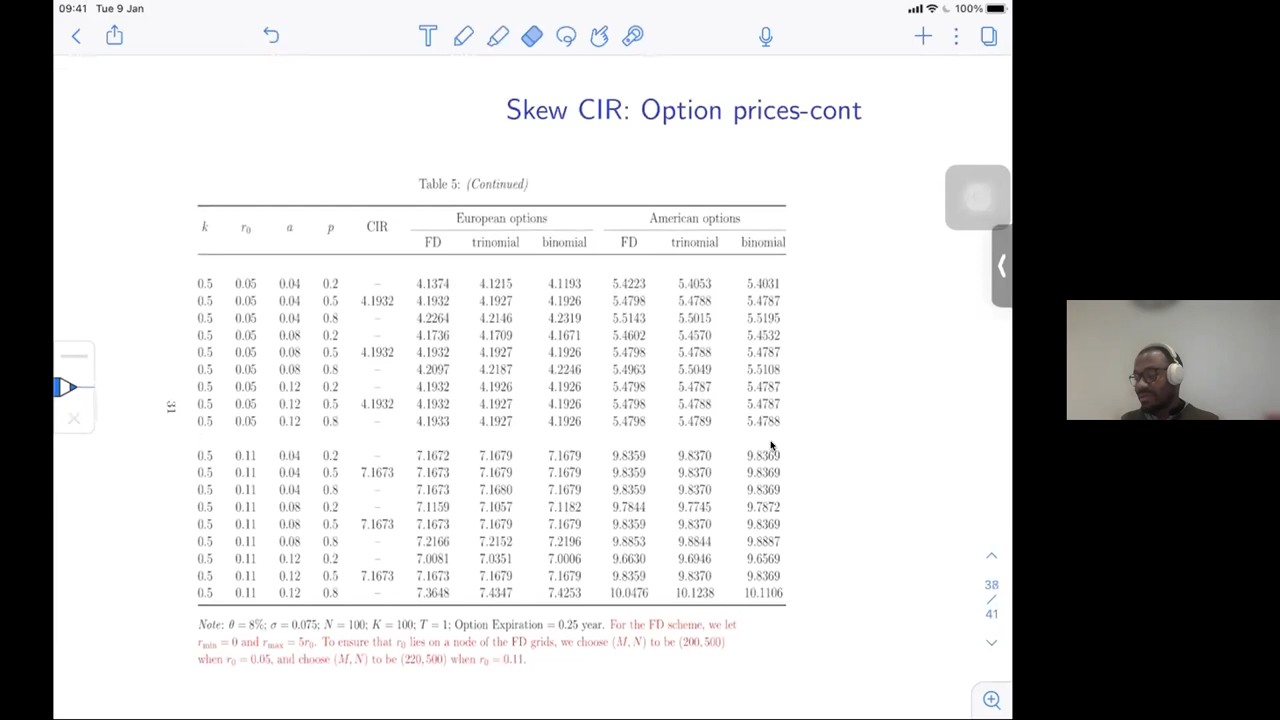 09:41 Tue 9 Jan
100%
Skew CIR: Option prices-cont
Table 5: (Continued)
European options American options
k r₀ a p CIR
FD trinomial binomial FD trinomial binomial
0.5 0.05 0.04 0.2 – 4.1374 4.1215 4.1193 5.4223 5.4053 5.4031
0.5 0.05 0.04 0.5 4.1932 4.1932 4.1927 4.1926 5.4798 5.4788 5.4787
0.5 0.05 0.04 0.8 – 4.2264 4.2146 4.2319 5.5143 5.5015 5.5195
0.5 0.05 0.08 0.2 – 4.1736 4.1709 4.1671 5.4602 5.4570 5.4532
0.5 0.05 0.08 0.5 4.1932 4.1932 4.1927 4.1926 5.4798 5.4788 5.4787
0.5 0.05 0.08 0.8 – 4.2097 4.2187 4.2246 5.4963 5.5049 5.5108
0.5 0.05 0.12 0.2 – 4.1932 4.1926 4.1926 5.4798 5.4787 5.4787
0.5 0.05 0.12 0.5 4.1932 4.1932 4.1927 4.1926 5.4798 5.4788 5.4787
0.5 0.05 0.12 0.8 – 4.1933 4.1927 4.1926 5.4798 5.4789 5.4788
0.5 0.11 0.04 0.2 – 7.1672 7.1679 7.1679 9.8359 9.8370 9.8369
0.5 0.11 0.04 0.5 7.1673 7.1673 7.1679 7.1679 9.8359 9.8370 9.8369
0.5 0.11 0.04 0.8 – 7.1673 7.1680 7.1679 9.8359 9.8370 9.8369
0.5 0.11 0.08 0.2 – 7.1159 7.1057 7.1182 9.7844 9.7745 9.7872
0.5 0.11 0.08 0.5 7.1673 7.1673 7.1679 7.1679 9.8359 9.8370 9.8369
0.5 0.11 0.08 0.8 – 7.2166 7.2152 7.2196 9.8853 9.8844 9.8887
0.5 0.11 0.12 0.2 – 7.0081 7.0351 7.0006 9.6630 9.6946 9.6569
0.5 0.11 0.12 0.5 7.1673 7.1673 7.1679 7.1679 9.8359 9.8370 9.8369
0.5 0.11 0.12 0.8 – 7.3648 7.4347 7.4253 10.0476 10.1238 10.1106
Note: θ = 8%; σ = 0.075; N = 100; K = 100; T = 1; Option Expiration = 0.25 year. For the FD scheme, we let
r_min = 0 and r_max = 5r₀. To ensure that r₀ lies on a node of the FD grids, we choose (M, N) to be (200, 500)
when r₀ = 0.05, and choose (M, N) to be (220, 500) when r₀ = 0.11.
31
38
/
41